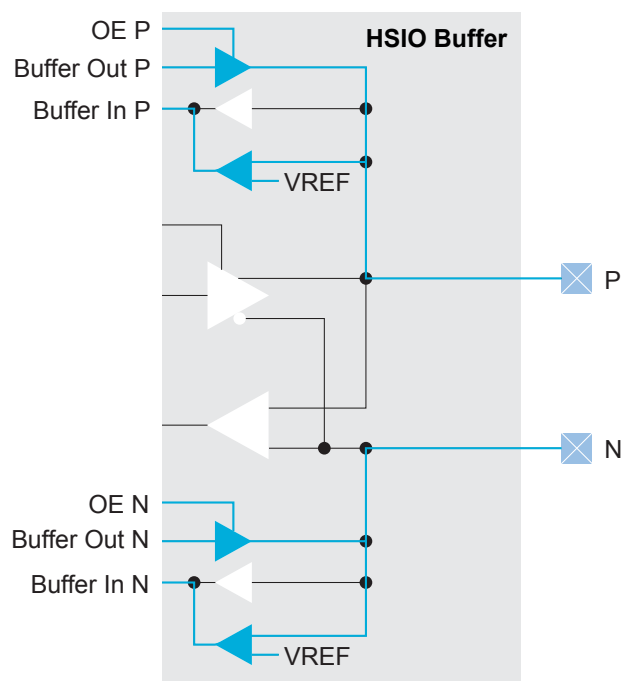 OE P
HSIO Buffer
Buffer Out P
Buffer In P
VREF
P
N
OE N
Buffer Out N
Buffer In N
VREF